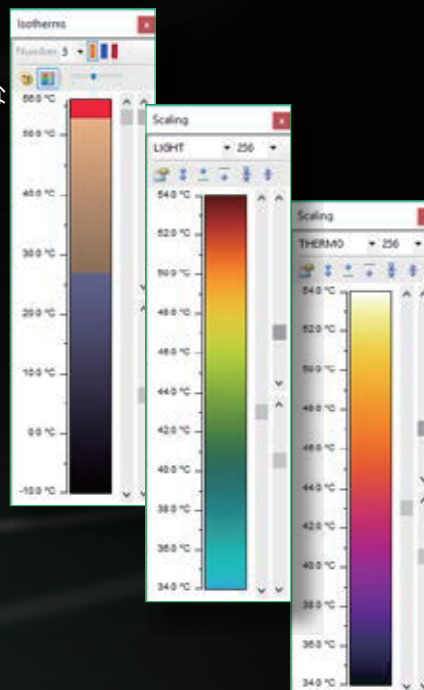 Isotherms
Number 3
56.0 °C
50.0 °C
40.0 °C
30.0 °C
20.0 °C
10.0 °C
0.0 °C
-10.0 °C
Scaling
LIGHT 256
54.0 °C
52.0 °C
50.0 °C
48.0 °C
46.0 °C
44.0 °C
42.0 °C
40.0 °C
38.0 °C
36.0 °C
34.0 °C
Scaling
THERMO 256
54.0 °C
52.0 °C
50.0 °C
48.0 °C
46.0 °C
44.0 °C
42.0 °C
40.0 °C
38.0 °C
36.0 °C
34.0 °C